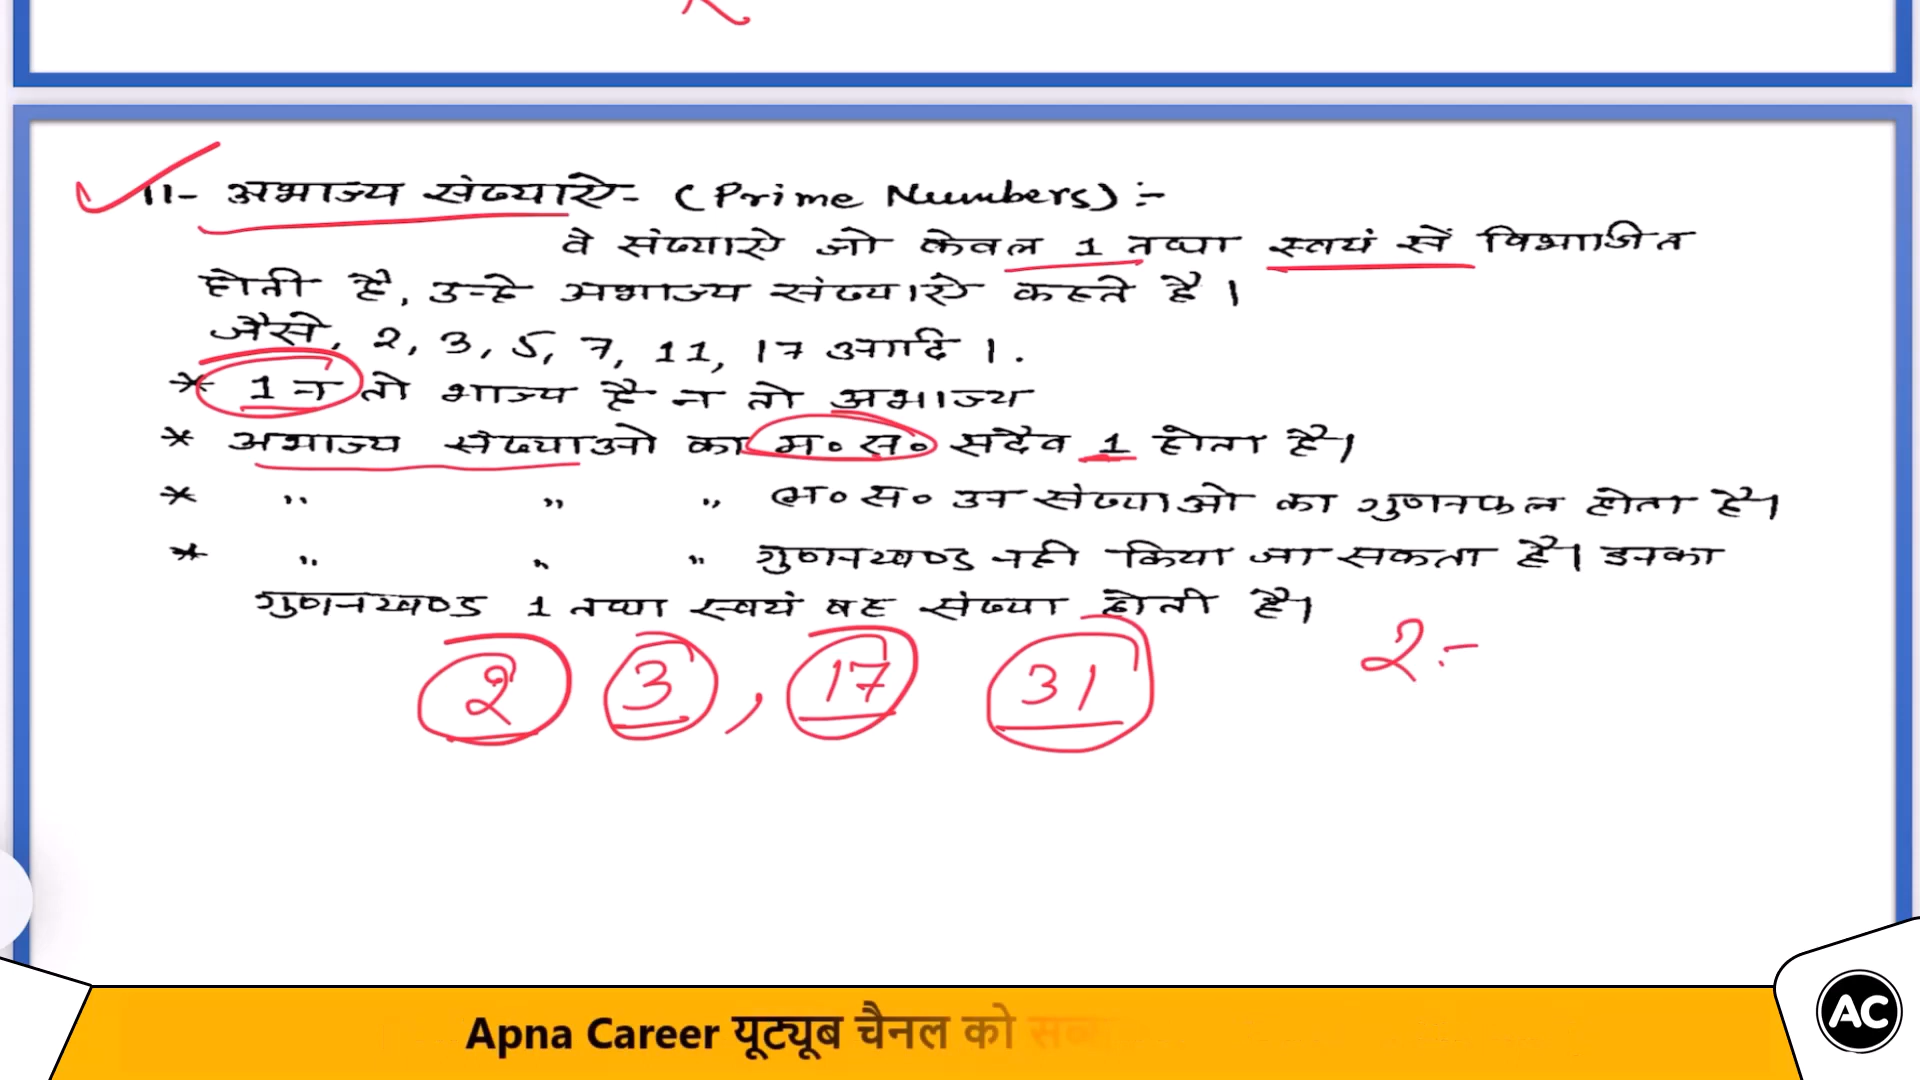 11- अभाज्य संख्याऐ- (Prime Numbers) :-
वे संख्याऐ जो केवल 1 तथा स्वयं सें विभाजित
होती है, उन्हे अभाज्य संख्याऐ कहते है।
जैसे, 2, 3, 5, 7, 11, 17 आादि ।.
* 1 न तो भाज्य है न तो अभाज्य
* अभाज्य संख्याओ का म० स० सदैव 1 होता है।
* " " " ल० स० उन संख्याओ का गुणनफल होता है।
* " " " गुणनखण्ड नही किया जा सकता है। इनका
गुणनखण्ड 1 तथा स्वयं वह संख्या होती है।
2 3 , 17 31 2 :-
Apna Career यूट्यूब चैनल को सब्स
AC